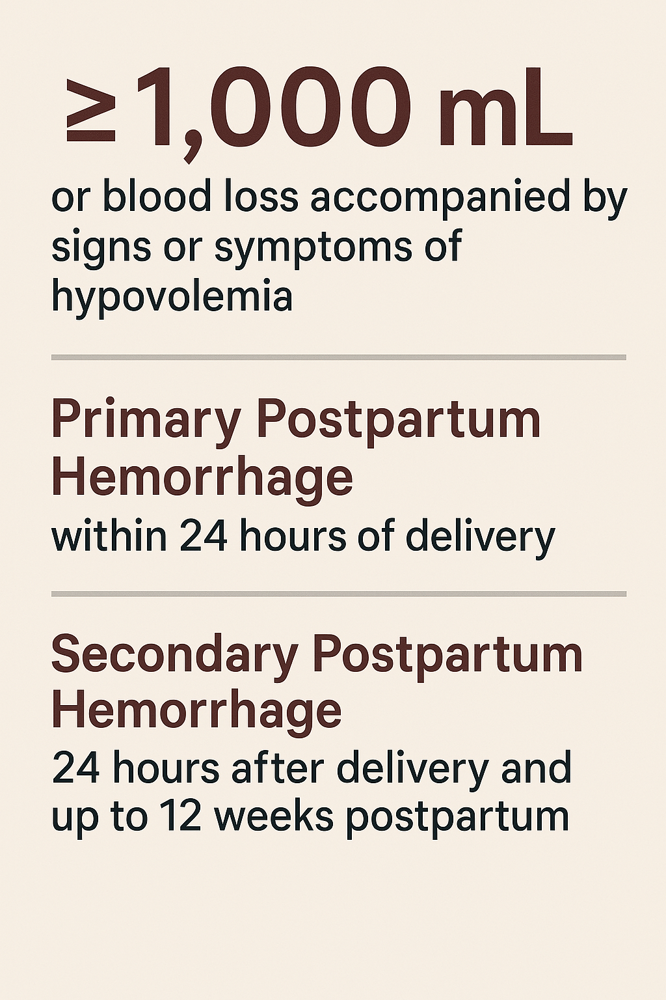 ≥ 1,000 mL
or blood loss accompanied by
signs or symptoms of
hypovolemia
Primary Postpartum
Hemorrhage
within 24 hours of delivery
Secondary Postpartum
Hemorrhage
24 hours after delivery and
up to 12 weeks postpartum